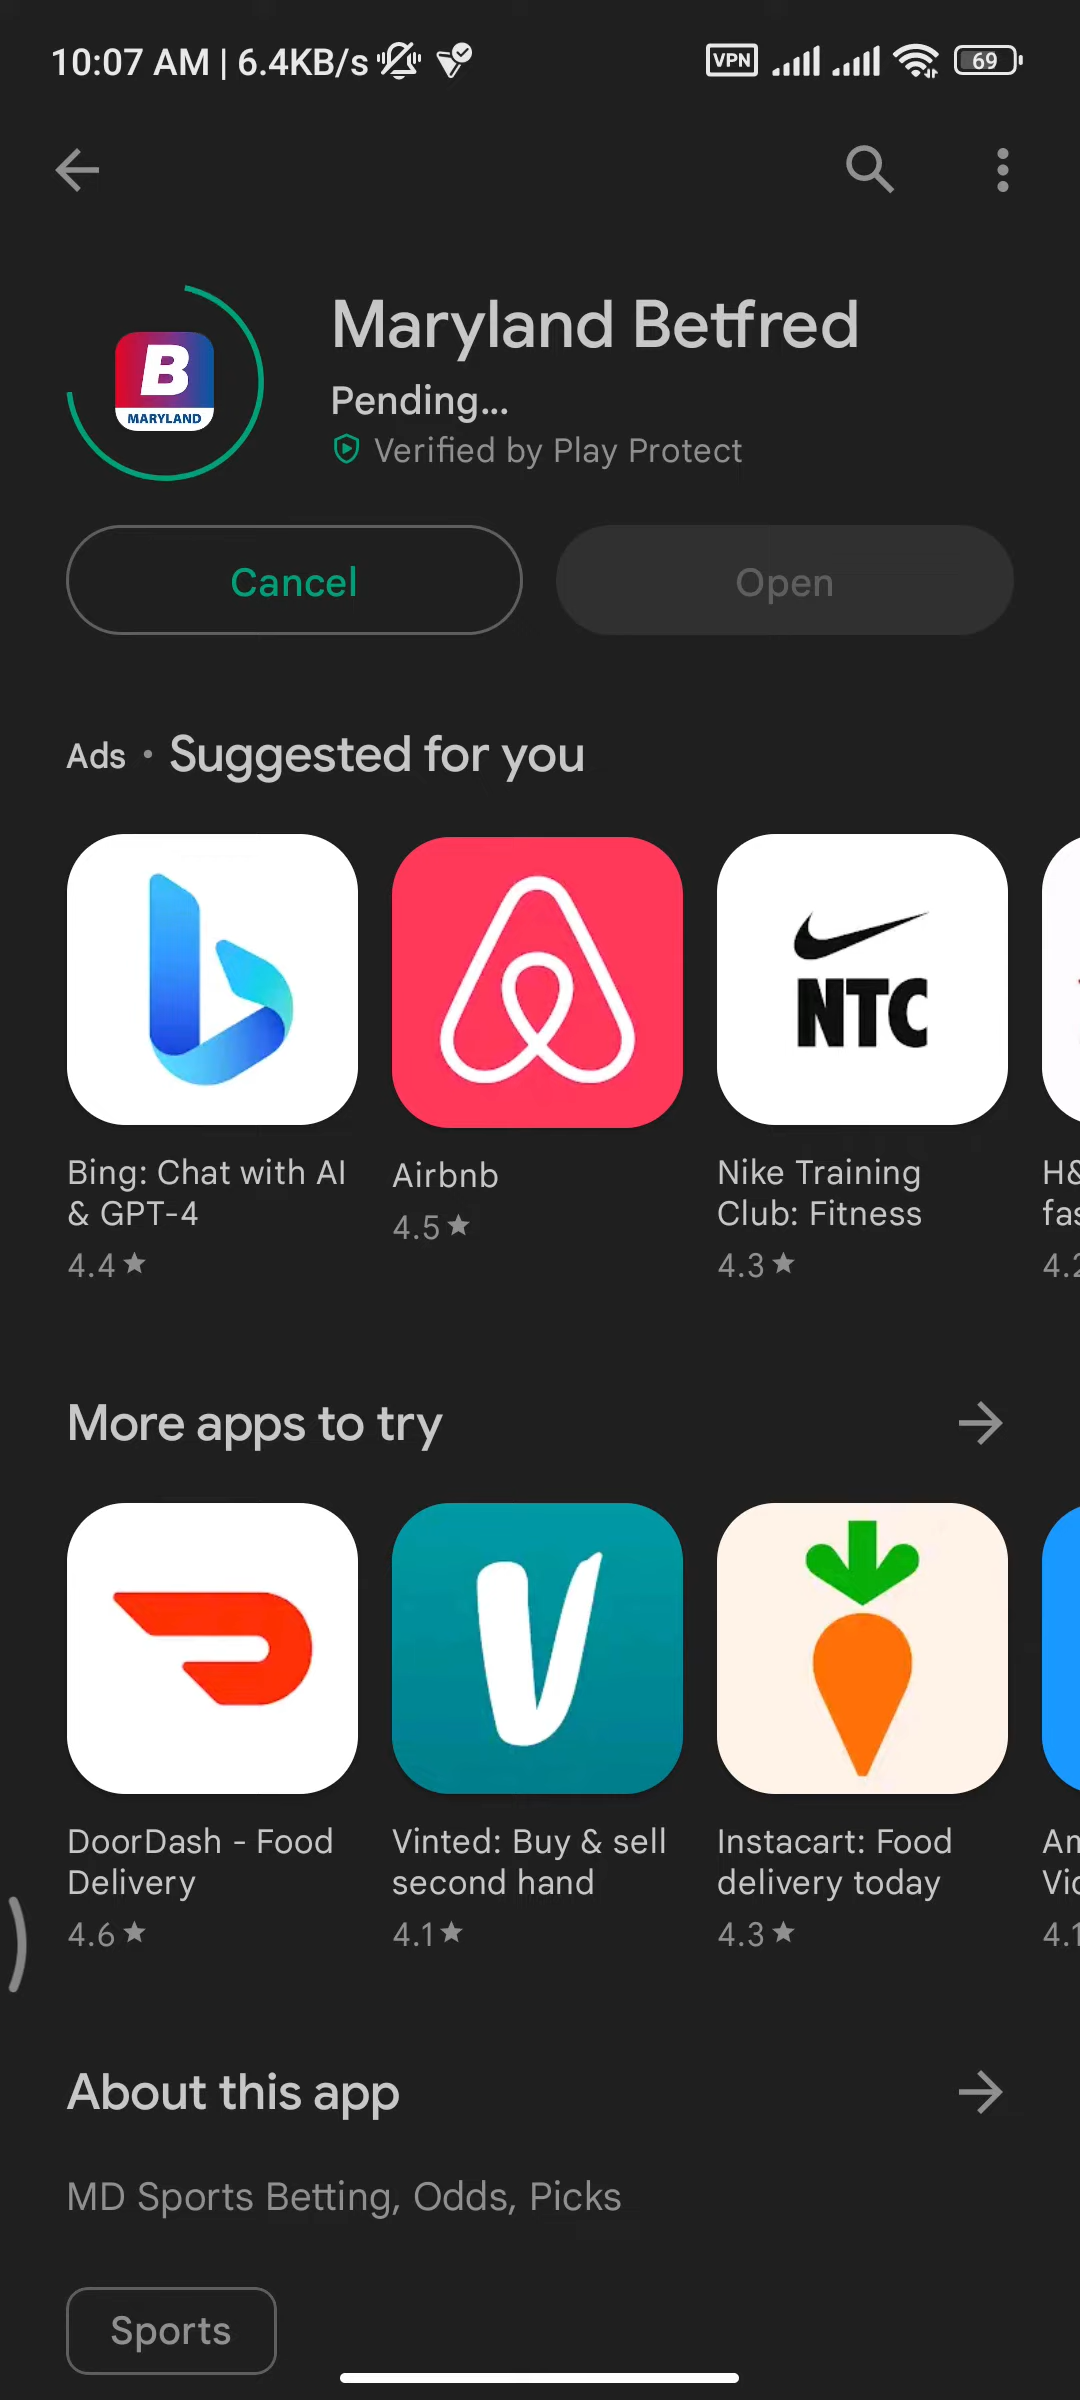 10:07 AM | 6.4KB/s VPN 69
Maryland Betfred
B
MARYLAND
Pending...
Verified by Play Protect
Cancel Open
Ads • Suggested for you
NTC
Bing: Chat with AI
& GPT-4
4.4★
Airbnb
4.5★
Nike Training
Club: Fitness
4.3★
H&
fas
4.2
More apps to try
DoorDash - Food
Delivery
4.6★
Vinted: Buy & sell
second hand
4.1★
Instacart: Food
delivery today
4.3★
Am
Vid
4.1
About this app
MD Sports Betting, Odds, Picks
Sports